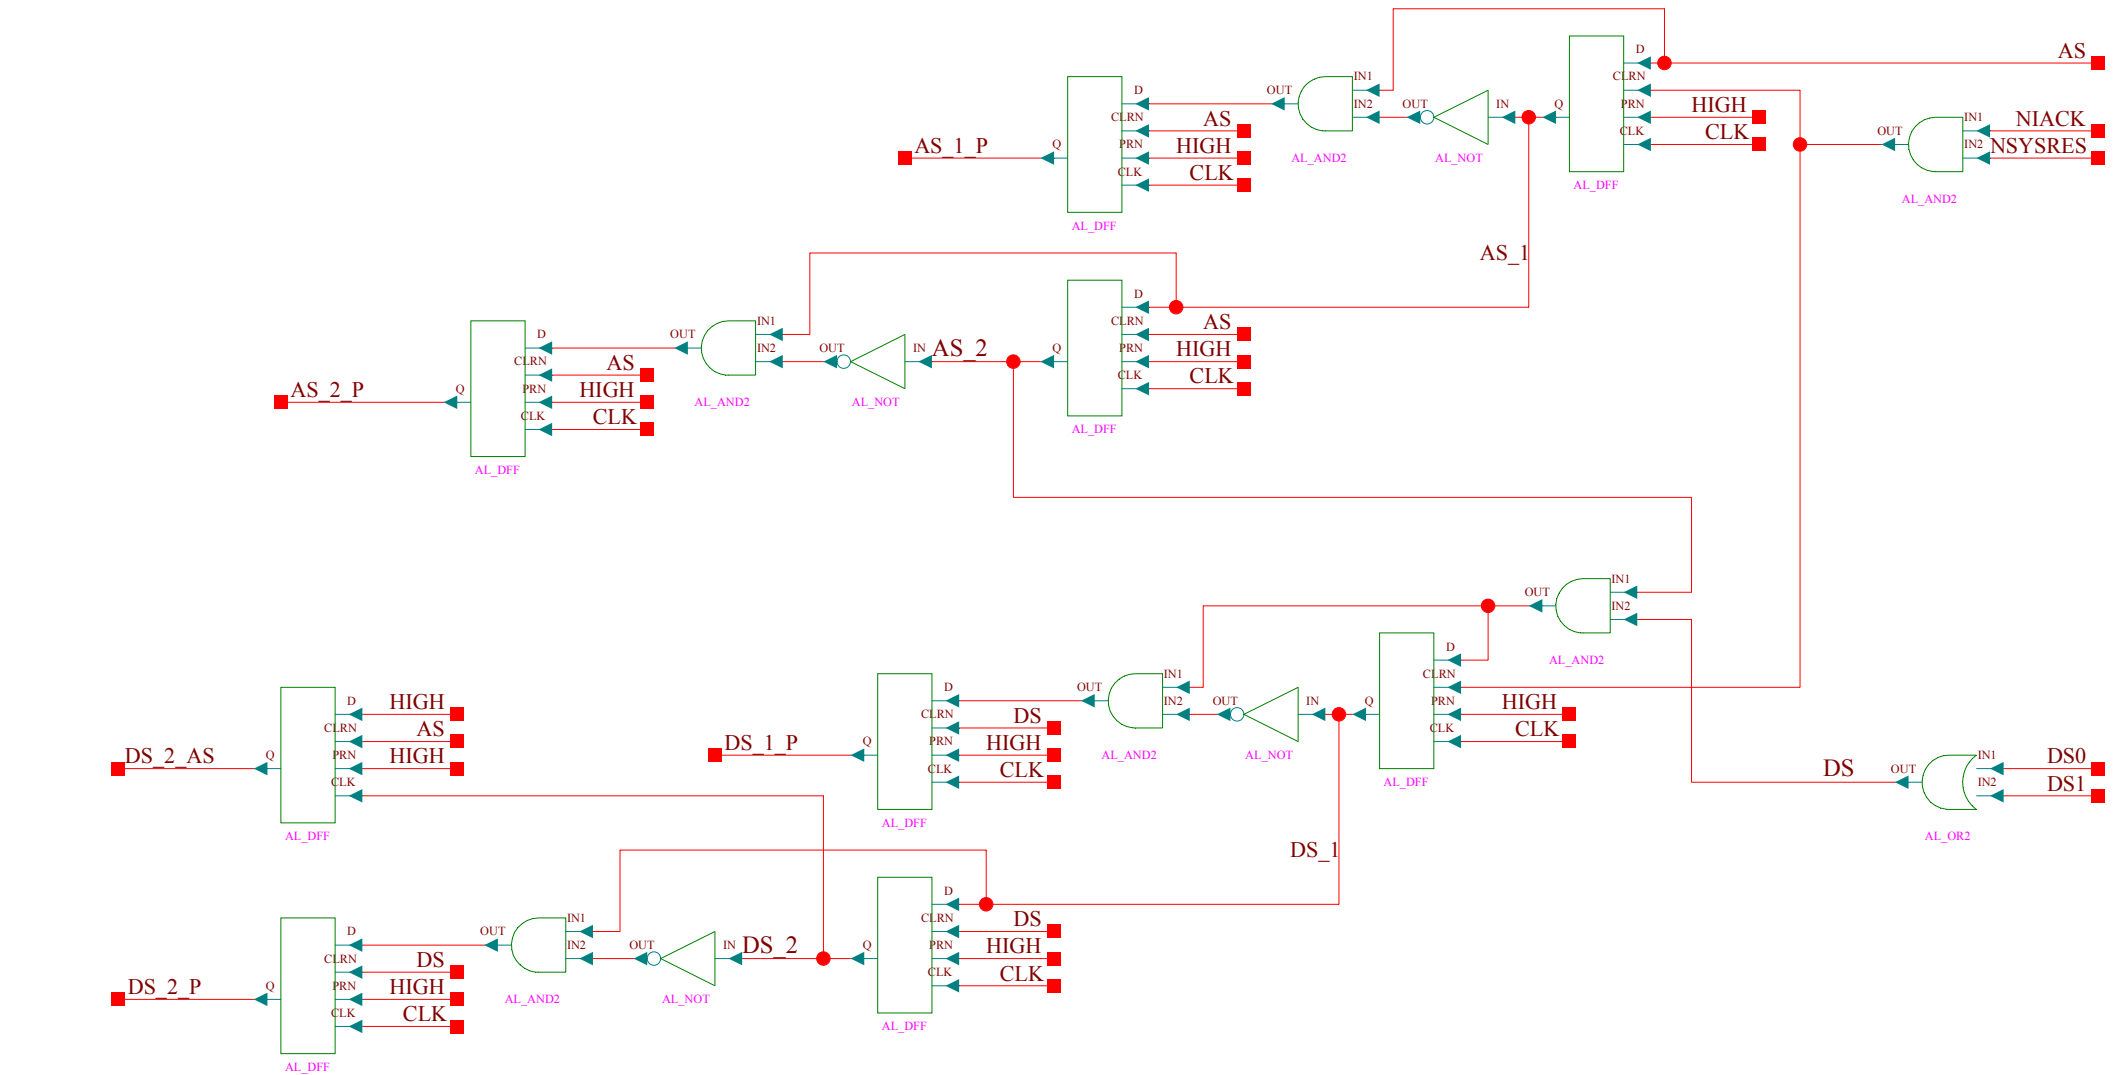 AS
D
CLRN
PRN
CLK
HIGH
CLK
Q
AL_DFF
NIACK
NSYSRES
IN1
IN2
OUT
AL_AND2
IN
OUT
AL_NOT
IN1
IN2
OUT
AL_AND2
D
CLRN
PRN
CLK
AS
HIGH
CLK
Q
AL_DFF
AS_1_P
AS_1
D
CLRN
PRN
CLK
AS
HIGH
CLK
Q
AL_DFF
AS_2
IN
OUT
AL_NOT
IN1
IN2
OUT
AL_AND2
D
CLRN
PRN
CLK
AS
HIGH
CLK
Q
AL_DFF
AS_2_P
IN1
IN2
OUT
AL_AND2
D
CLRN
PRN
CLK
HIGH
CLK
Q
AL_DFF
IN
OUT
AL_NOT
IN1
IN2
OUT
AL_AND2
D
CLRN
PRN
CLK
DS
HIGH
CLK
Q
AL_DFF
DS_1_P
D
CLRN
PRN
CLK
HIGH
AS
HIGH
Q
AL_DFF
DS_2_AS
DS0
DS1
IN1
IN2
OUT
AL_OR2
DS
DS_1
D
CLRN
PRN
CLK
DS
HIGH
CLK
Q
AL_DFF
DS_2
IN
OUT
AL_NOT
IN1
IN2
OUT
AL_AND2
D
CLRN
PRN
CLK
DS
HIGH
CLK
Q
AL_DFF
DS_2_P